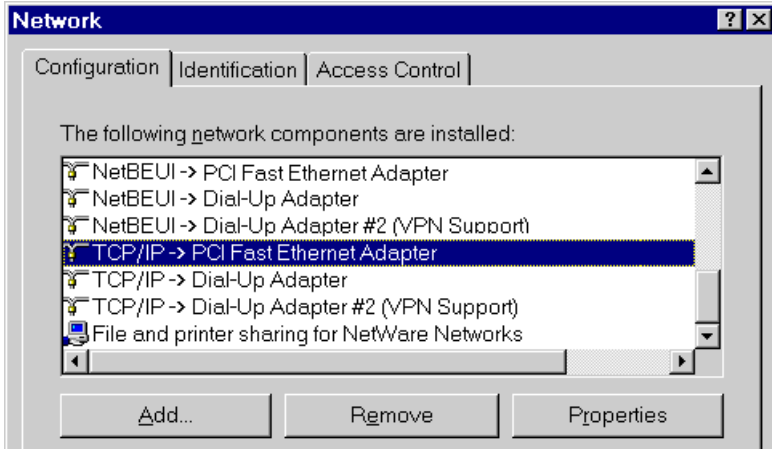 Network
Configuration Identification Access Control
The following network components are installed:
NetBEUI -> PCI Fast Ethernet Adapter
NetBEUI -> Dial-Up Adapter
NetBEUI -> Dial-Up Adapter #2 (VPN Support)
TCP/IP -> PCI Fast Ethernet Adapter
TCP/IP -> Dial-Up Adapter
TCP/IP -> Dial-Up Adapter #2 (VPN Support)
File and printer sharing for NetWare Networks
Add... Remove Properties